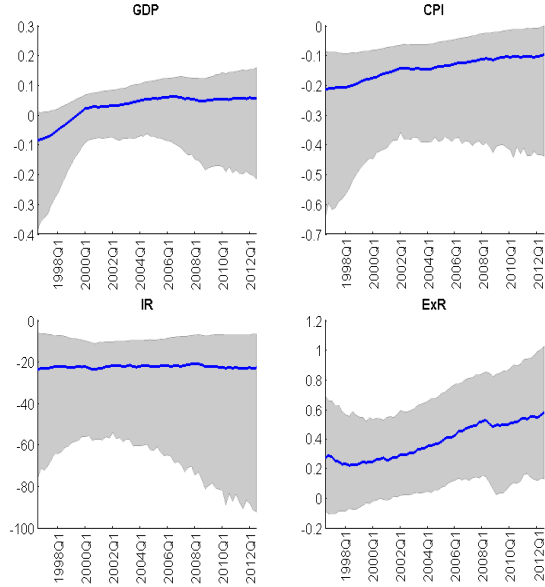 GDP
0.3
0.2
0.1
0
-0.1
-0.2
-0.3
-0.4
1998Q1
2000Q1
2002Q1
2004Q1
2006Q1
2008Q1
2010Q1
2012Q1
CPI
0
-0.1
-0.2
-0.3
-0.4
-0.5
-0.6
-0.7
1998Q1
2000Q1
2002Q1
2004Q1
2006Q1
2008Q1
2010Q1
2012Q1
IR
0
-20
-40
-60
-80
-100
1998Q1
2000Q1
2002Q1
2004Q1
2006Q1
2008Q1
2010Q1
2012Q1
ExR
1.2
1
0.8
0.6
0.4
0.2
0
-0.2
1998Q1
2000Q1
2002Q1
2004Q1
2006Q1
2008Q1
2010Q1
2012Q1